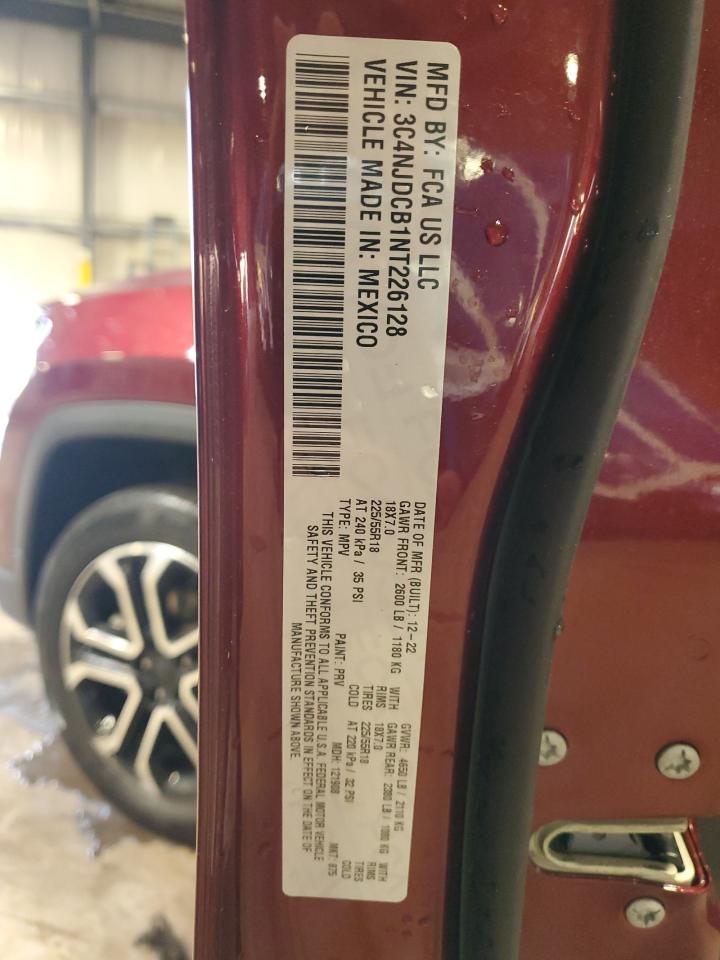 MFD BY: FCA US LLC
VIN: 3C4NJDCB1NT226128
VEHICLE MADE IN: MEXICO
DATE OF MFR (BUILT): 12-22 GVWR: 4650 LB / 2110 KG
GAWR FRONT: 2600 LB / 1180 KG WITH GAWR REAR: 2380 LB / 1080 KG WITH
18X7.0 RIMS 18X7.0 RIMS
225/55R18 TIRES 225/55R18 TIRES
AT 240 kPa / 35 PSI COLD AT 220 kPa / 32 PSI COLD
TYPE: MPV PAINT: PRV MDH: 121908 MKT: 875
THIS VEHICLE CONFORMS TO ALL APPLICABLE U.S.A. FEDERAL MOTOR VEHICLE
SAFETY AND THEFT PREVENTION STANDARDS IN EFFECT ON THE DATE OF
MANUFACTURE SHOWN ABOVE.